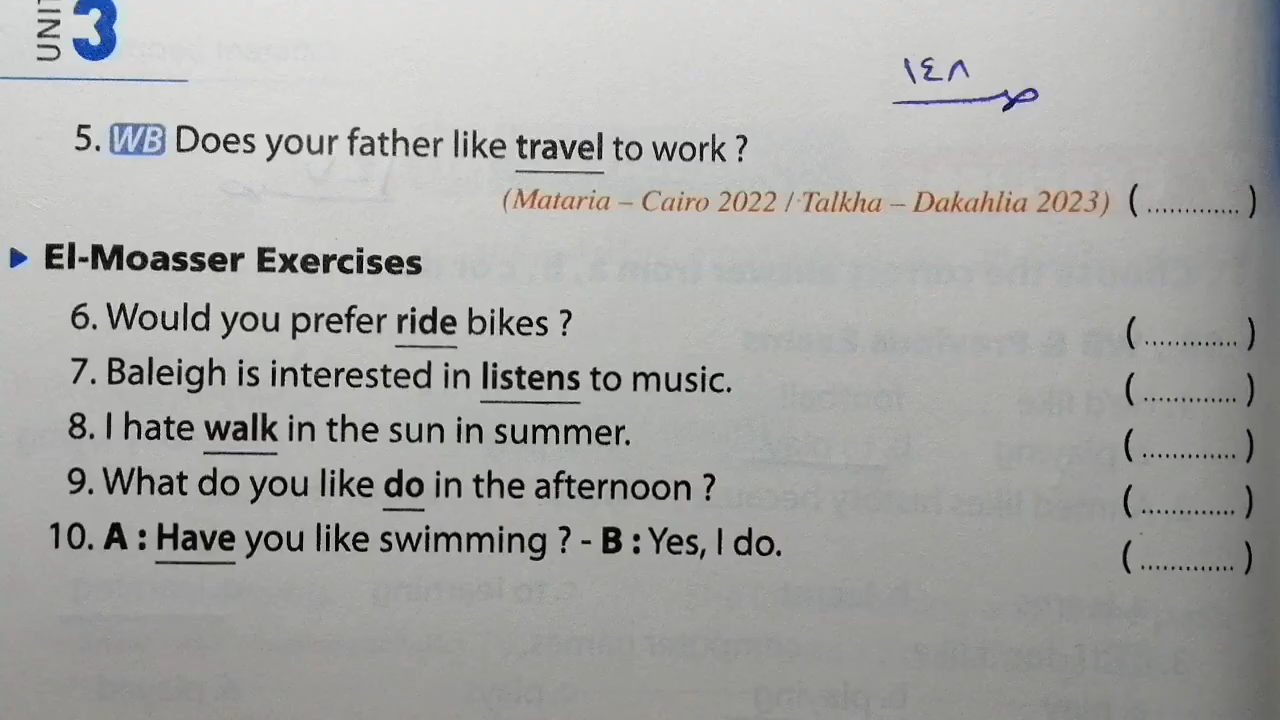 UNIT 3
١٤٨ ص
5. WB Does your father like travel to work ?
(Mataria – Cairo 2022 / Talkha – Dakahlia 2023) (.............)
► El-Moasser Exercises
6. Would you prefer ride bikes ? (.............)
7. Baleigh is interested in listens to music. (.............)
8. I hate walk in the sun in summer. (.............)
9. What do you like do in the afternoon ? (.............)
10. A : Have you like swimming ? - B : Yes, I do. (.............)